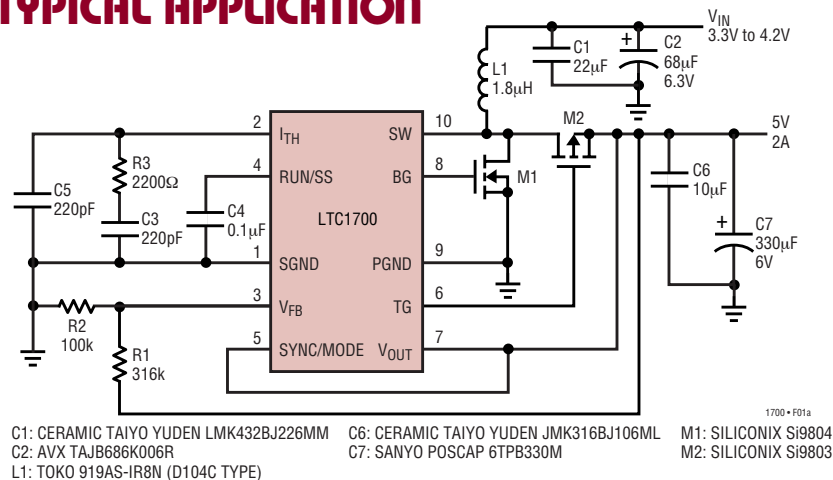 TYPICAL APPLICATION
VIN
3.3V to 4.2V
C1
22μF
+
C2
68μF
6.3V
L1
1.8μH
2
ITH
SW
10
M2
5V
2A
R3
2200Ω
4
RUN/SS
BG
8
M1
C6
10μF
C5
220pF
C3
220pF
C4
0.1μF
LTC1700
+
C7
330μF
6V
1
SGND
PGND
9
3
VFB
TG
6
R2
100k
5
SYNC/MODE
VOUT
7
R1
316k
1700 • F01a
C1: CERAMIC TAIYO YUDEN LMK432BJ226MM C6: CERAMIC TAIYO YUDEN JMK316BJ106ML M1: SILICONIX Si9804
C2: AVX TAJB686K006R C7: SANYO POSCAP 6TPB330M M2: SILICONIX Si9803
L1: TOKO 919AS-IR8N (D104C TYPE)